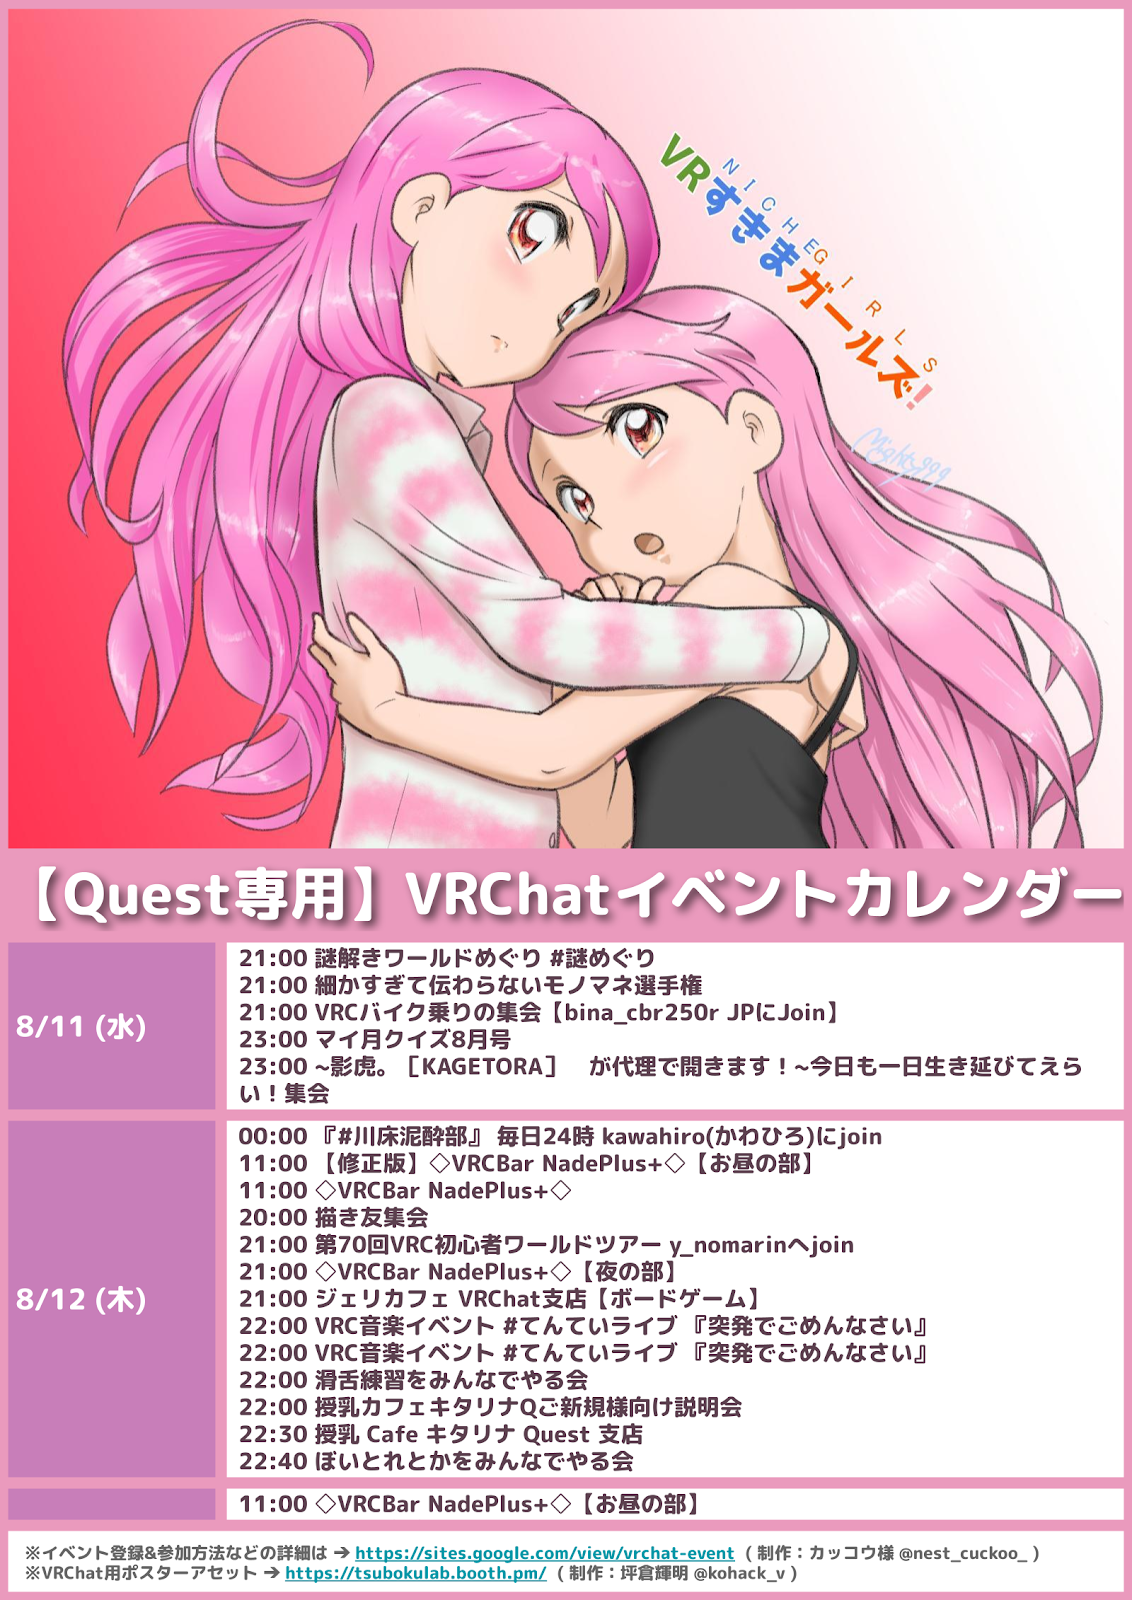 NICHE GIRLS
VRすきまガールズ!
Mighty999
【Quest専用】VRChatイベントカレンダー
8/11 (水)
21:00 謎解きワールドめぐり #謎めぐり
21:00 細かすぎて伝わらないモノマネ選手権
21:00 VRCバイク乗りの集会【bina_cbr250r JPにJoin】
23:00 マイ月クイズ8月号
23:00 ~影虎。［KAGETORA］　が代理で開きます！~今日も一日生き延びてえら
い！集会
8/12 (木)
00:00 『#川床泥酔部』 毎日24時 kawahiro(かわひろ)にjoin
11:00 【修正版】◇VRCBar NadePlus+◇【お昼の部】
11:00 ◇VRCBar NadePlus+◇
20:00 描き友集会
21:00 第70回VRC初心者ワールドツアー y_nomarinへjoin
21:00 ◇VRCBar NadePlus+◇【夜の部】
21:00 ジェリカフェ VRChat支店【ボードゲーム】
22:00 VRC音楽イベント #てんていライブ 『突発でごめんなさい』
22:00 VRC音楽イベント #てんていライブ 『突発でごめんなさい』
22:00 滑舌練習をみんなでやる会
22:00 授乳カフェキタリナQご新規様向け説明会
22:30 授乳 Cafe キタリナ Quest 支店
22:40 ぼいとれとかをみんなでやる会
11:00 ◇VRCBar NadePlus+◇【お昼の部】
※イベント登録&参加方法などの詳細は → https://sites.google.com/view/vrchat-event （制作：カッコウ様 @nest_cuckoo_ ）
※VRChat用ポスターアセット → https://tsubokulab.booth.pm/ （制作：坪倉輝明 @kohack_v ）